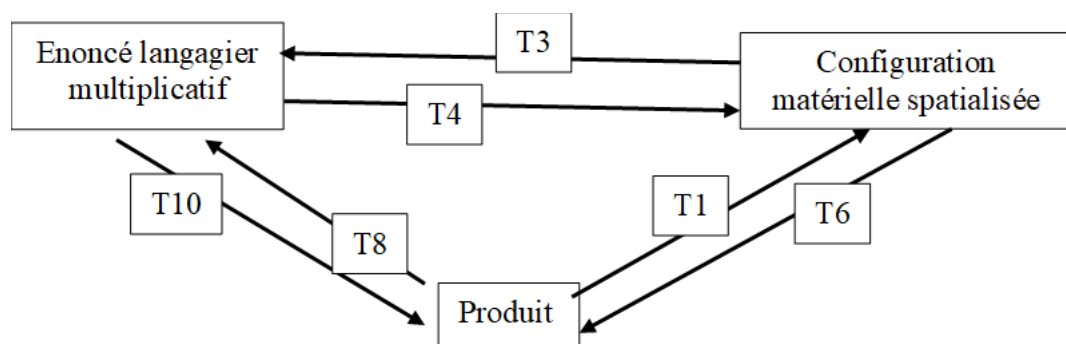 Enoncé langagier
multiplicatif
T3
Configuration
matérielle spatialisée
T4
T10
T8
T1
T6
Produit